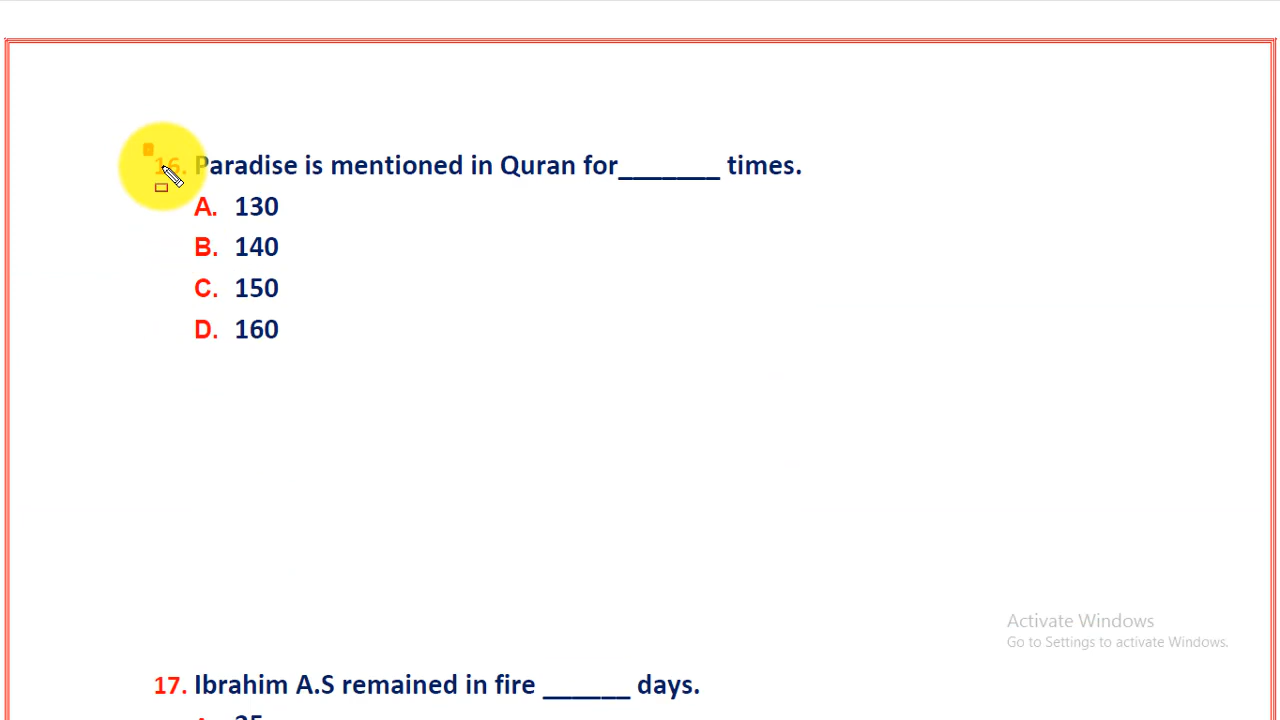 16. Paradise is mentioned in Quran for_______ times.
A. 130
B. 140
C. 150
D. 160
Activate Windows
Go to Settings to activate Windows.
17. Ibrahim A.S remained in fire ______ days.